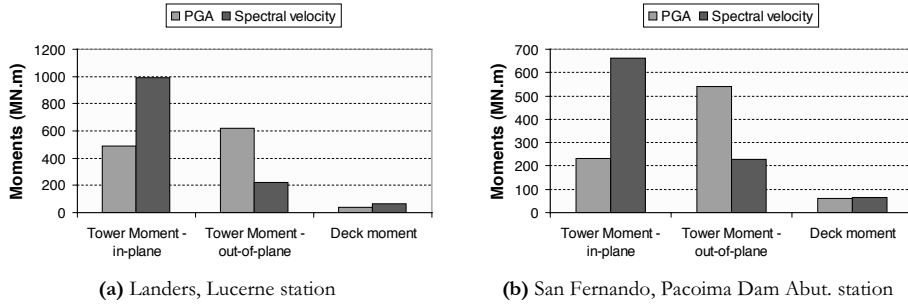 PGA
Spectral velocity
Moments (MN.m)
1200
1000
800
600
400
200
0
Tower Moment -
in-plane
Tower Moment -
out-of-plane
Deck moment
(a) Landers, Lucerne station
PGA
Spectral velocity
Moments (MN.m)
700
600
500
400
300
200
100
0
Tower Moment -
in-plane
Tower Moment -
out-of-plane
Deck moment
(b) San Fernando, Pacoima Dam Abut. station